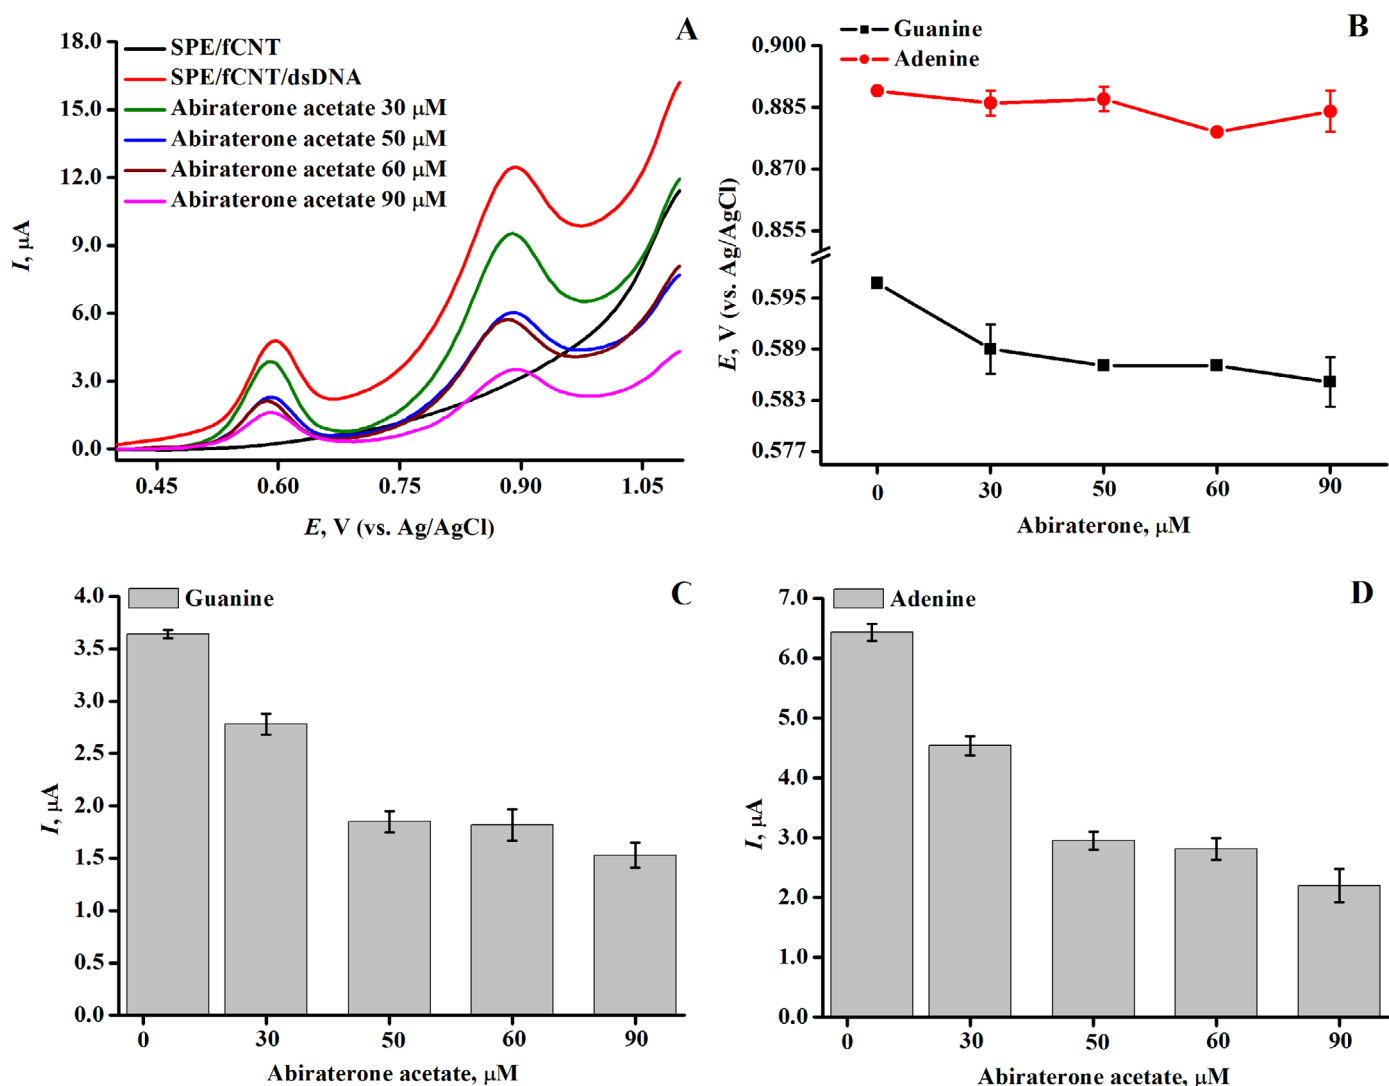 A
SPE/fCNT
SPE/fCNT/dsDNA
Abiraterone acetate 30 μM
Abiraterone acetate 50 μM
Abiraterone acetate 60 μM
Abiraterone acetate 90 μM
18.0
15.0
12.0
9.0
6.0
3.0
0.0
I, μA
0.45 0.60 0.75 0.90 1.05
E, V (vs. Ag/AgCl)
B
Guanine
Adenine
0.900
0.885
0.870
0.855
0.595
0.589
0.583
0.577
E, V (vs. Ag/AgCl)
0 30 50 60 90
Abiraterone, μM
C
Guanine
4.0
3.5
3.0
2.5
2.0
1.5
1.0
0.5
0.0
I, μA
0 30 50 60 90
Abiraterone acetate, μM
D
Adenine
7.0
6.0
5.0
4.0
3.0
2.0
1.0
0.0
I, μA
0 30 50 60 90
Abiraterone acetate, μM